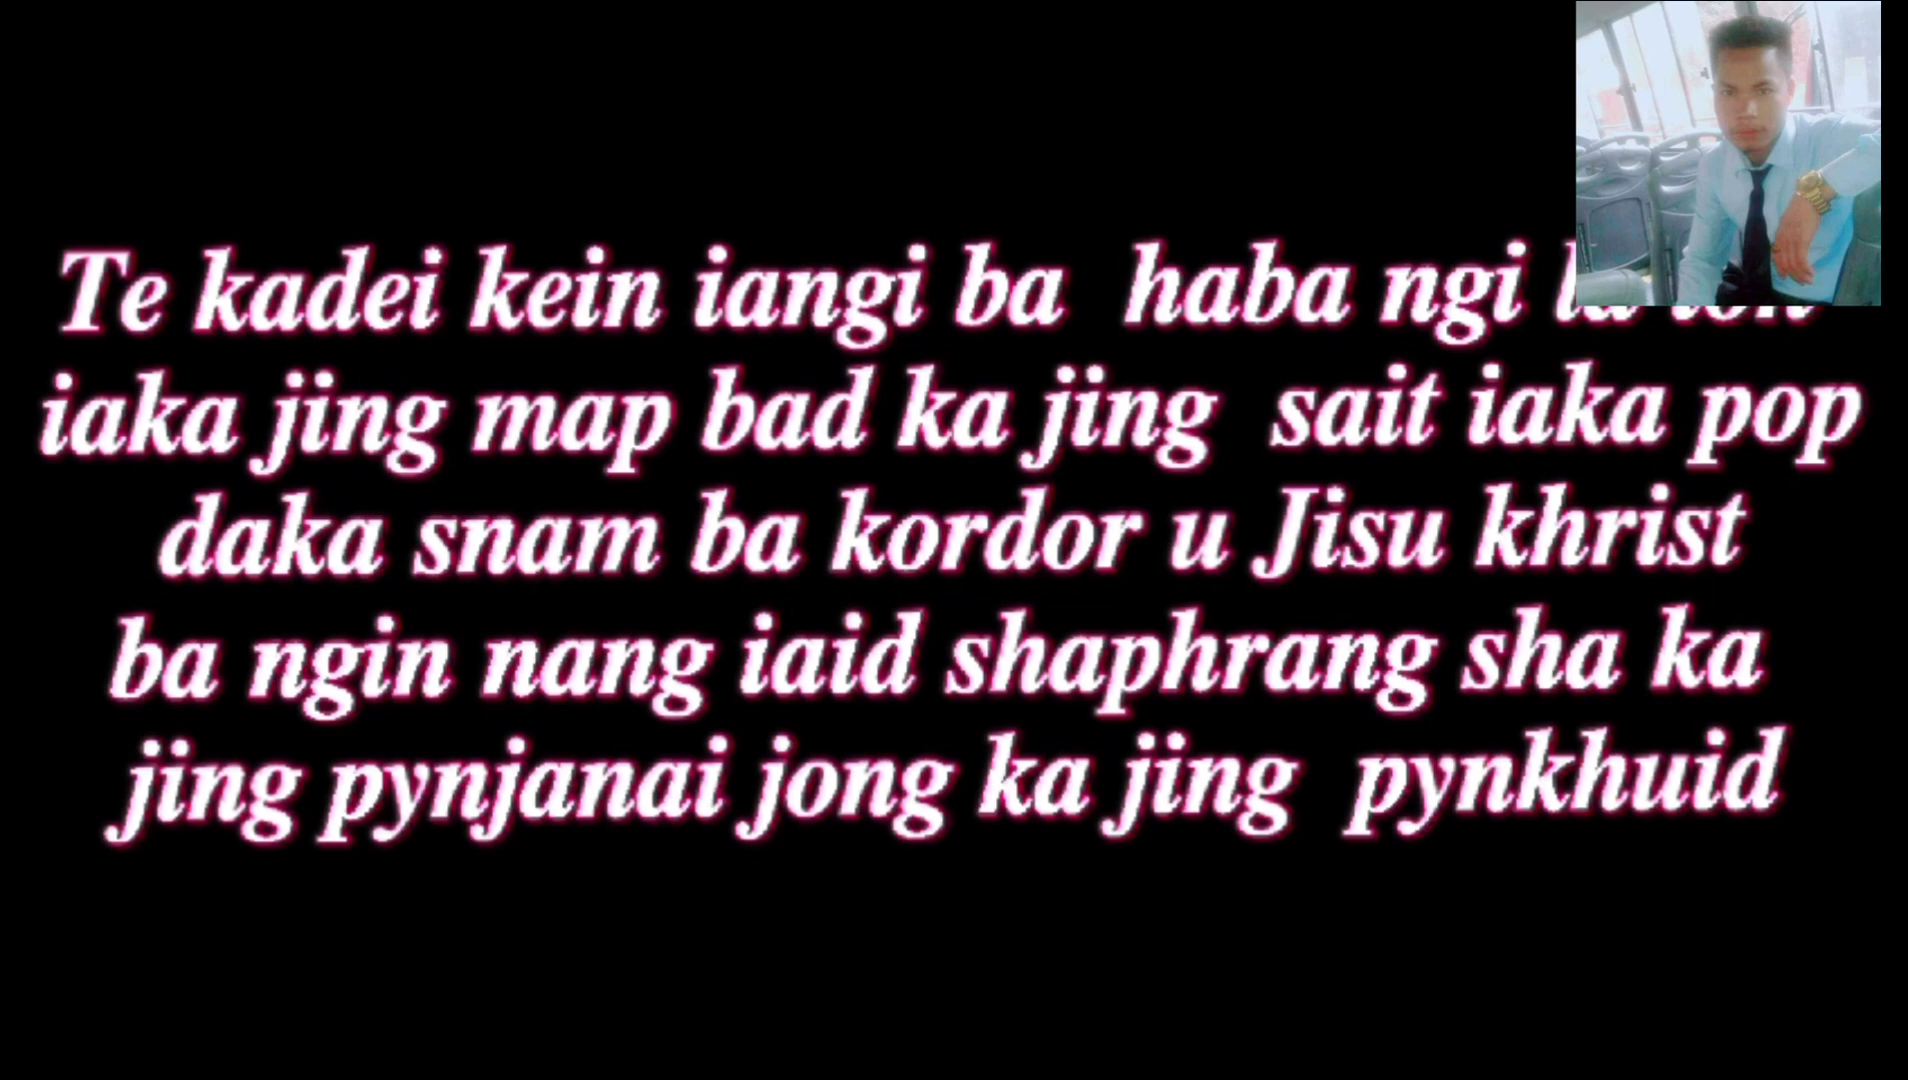 Te kadei kein iangi ba haba ngi la
iaka jing map bad ka jing sait iaka pop
daka snam ba kordor u Jisu khrist
ba ngin nang iaid shaphrang sha ka
jing pynjanai jong ka jing pynkhuid